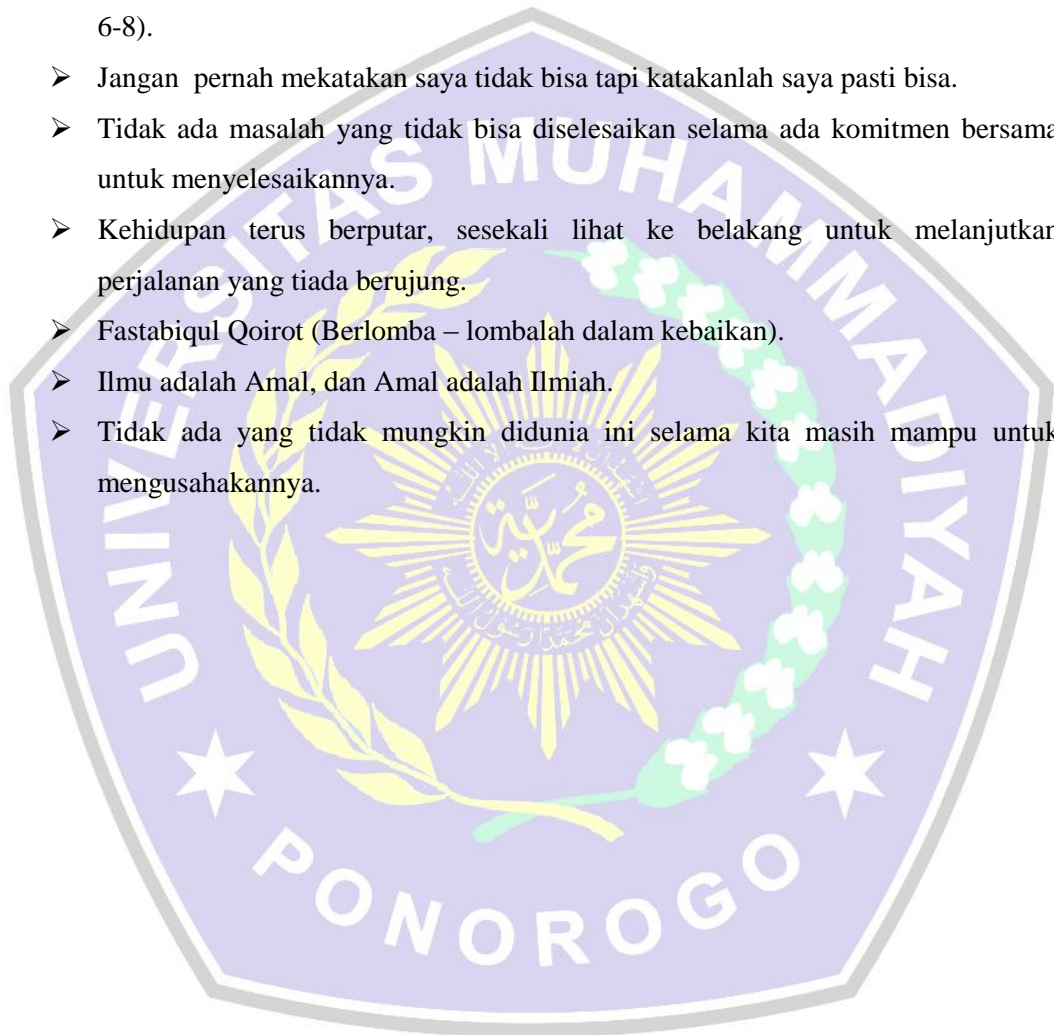 6-8).
➢ Jangan  pernah mekatakan saya tidak bisa tapi katakanlah saya pasti bisa.
➢ Tidak ada masalah yang tidak bisa diselesaikan selama ada komitmen bersama
untuk menyelesaikannya.
➢ Kehidupan terus berputar, sesekali lihat ke belakang untuk melanjutkan
perjalanan yang tiada berujung.
➢ Fastabiqul Qoirot (Berlomba – lombalah dalam kebaikan).
➢ Ilmu adalah Amal, dan Amal adalah Ilmiah.
➢ Tidak ada yang tidak mungkin didunia ini selama kita masih mampu untuk
mengusahakannya.
UNIVERSITAS MUHAMMADIYAH
محمدية
PONOROGO